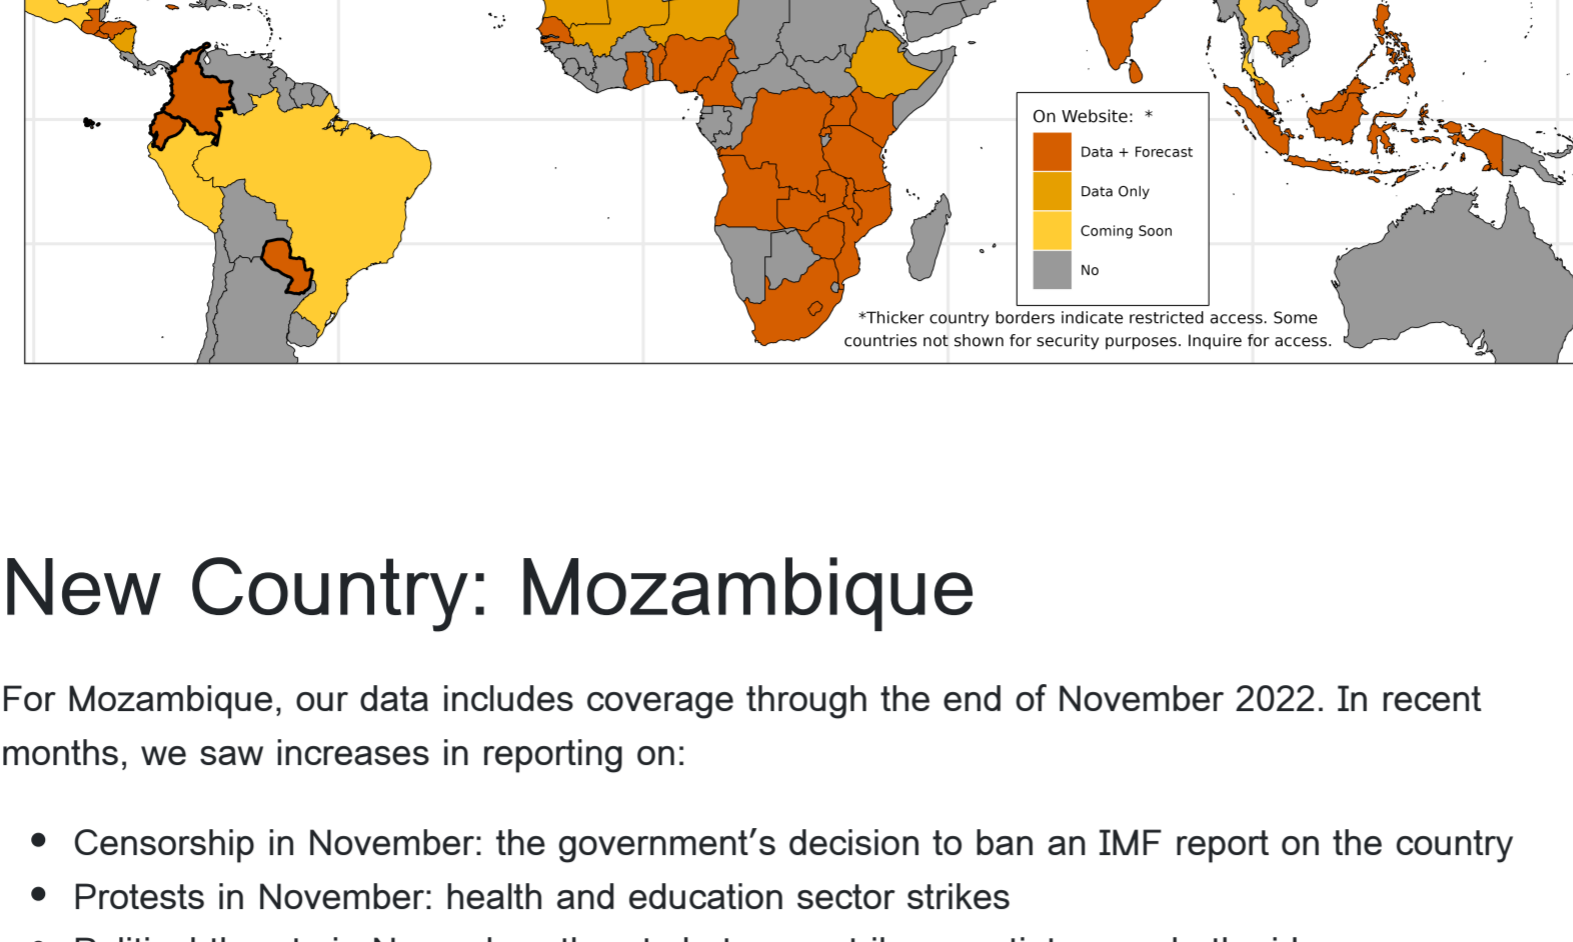 On Website:  *
Data + Forecast
Data Only
Coming Soon
No
*Thicker country borders indicate restricted access. Some
countries not shown for security purposes. Inquire for access.
New Country: Mozambique
For Mozambique, our data includes coverage through the end of November 2022. In recent
months, we saw increases in reporting on:
• Censorship in November: the government’s decision to ban an IMF report on the country
• Protests in November: health and education sector strikes